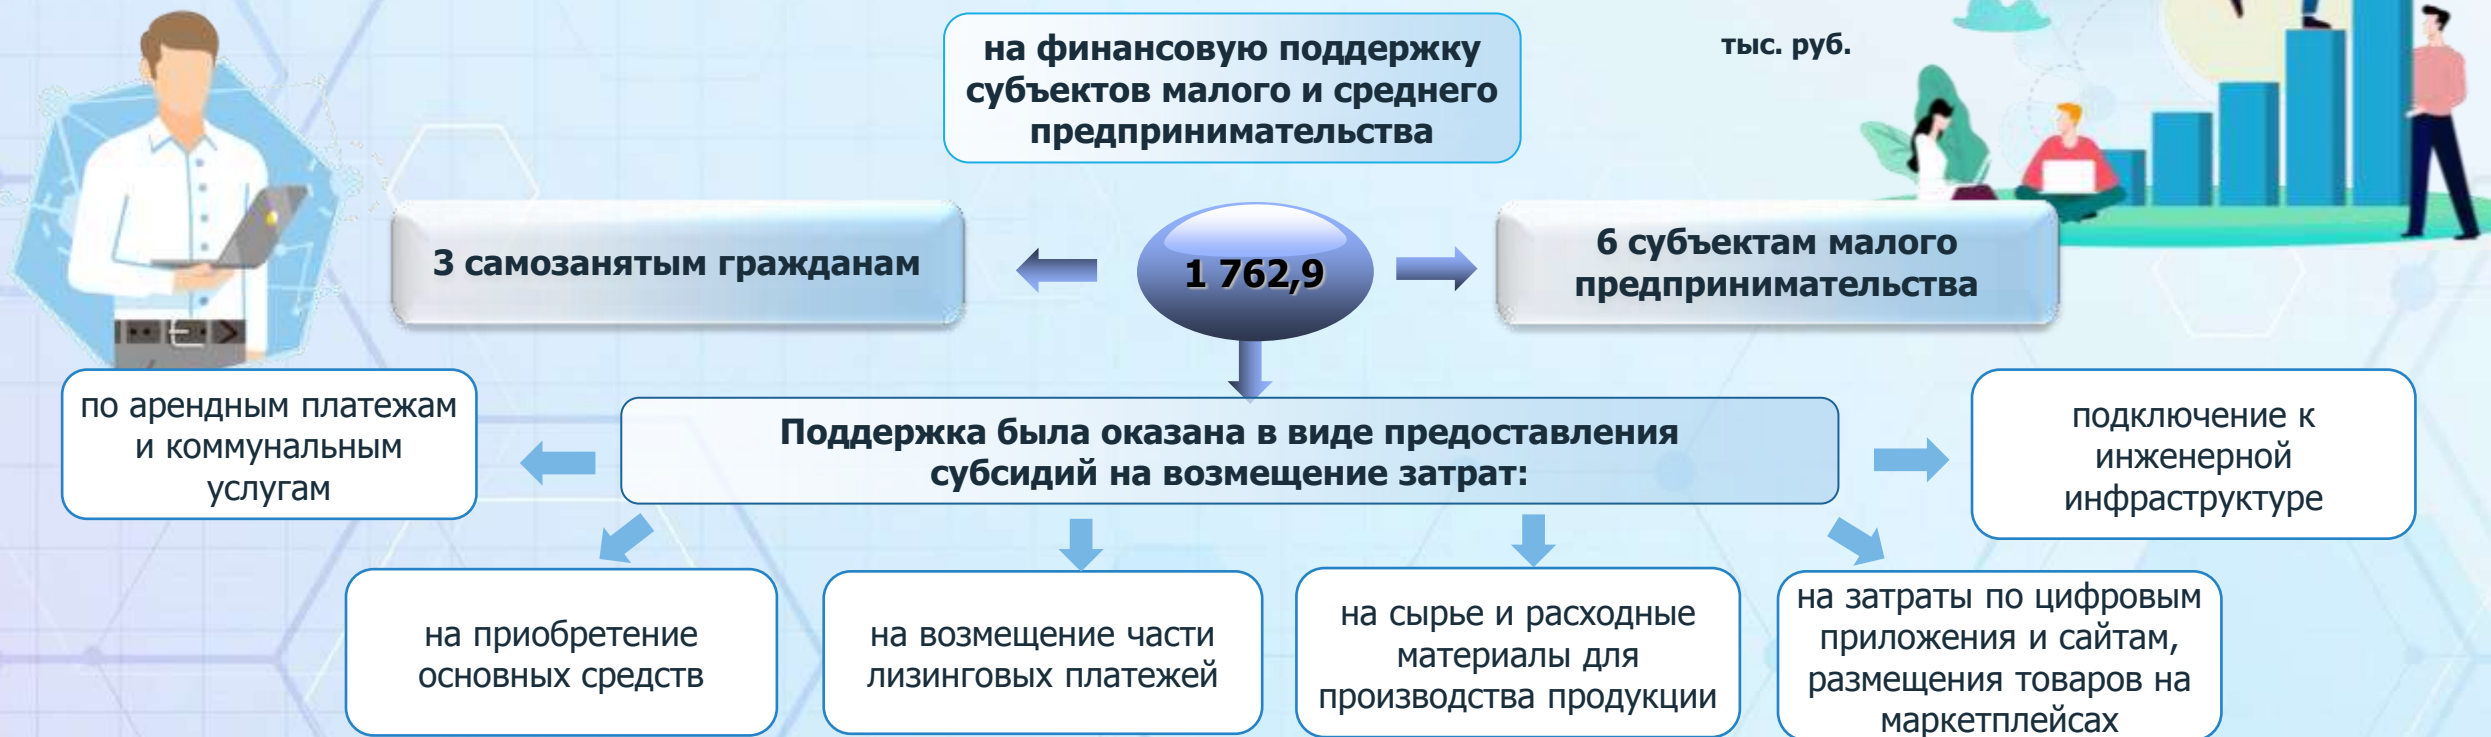 на финансовую поддержку
субъектов малого и среднего
предпринимательства
тыс. руб.
3 самозанятым гражданам
1 762,9
6 субъектам малого
предпринимательства
по арендным платежам
и коммунальным
услугам
Поддержка была оказана в виде предоставления
субсидий на возмещение затрат:
подключение к
инженерной
инфраструктуре
на приобретение
основных средств
на возмещение части
лизинговых платежей
на сырье и расходные
материалы для
производства продукции
на затраты по цифровым
приложения и сайтам,
размещения товаров на
маркетплейсах